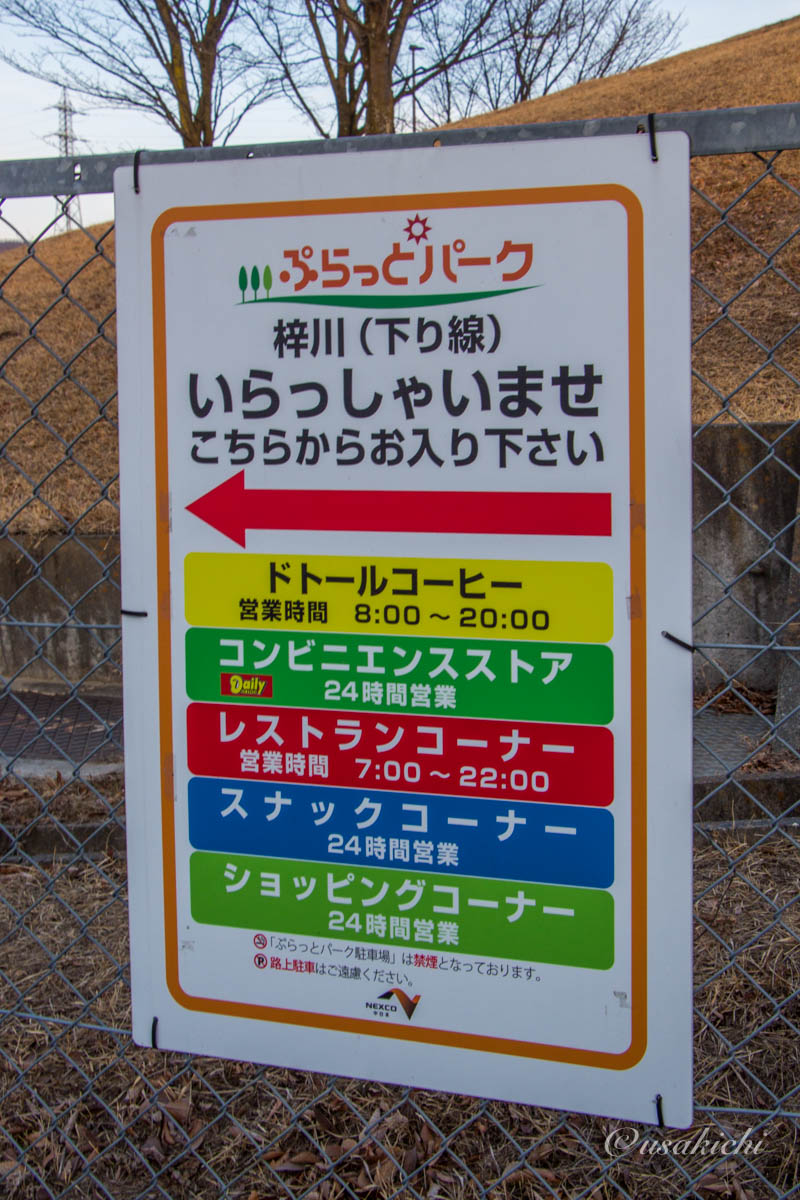 ぷらっとパーク
梓川（下り線）
いらっしゃいませ
こちらからお入り下さい
ドトールコーヒー
営業時間 8:00～20:00
コンビニエンスストア
Daily
24時間営業
レストランコーナー
営業時間 7:00～22:00
スナックコーナー
24時間営業
ショッピングコーナー
24時間営業
「ぷらっとパーク駐車場」は禁煙となっております。
P 路上駐車はご遠慮ください。
NEXCO
中日本
©usakichi